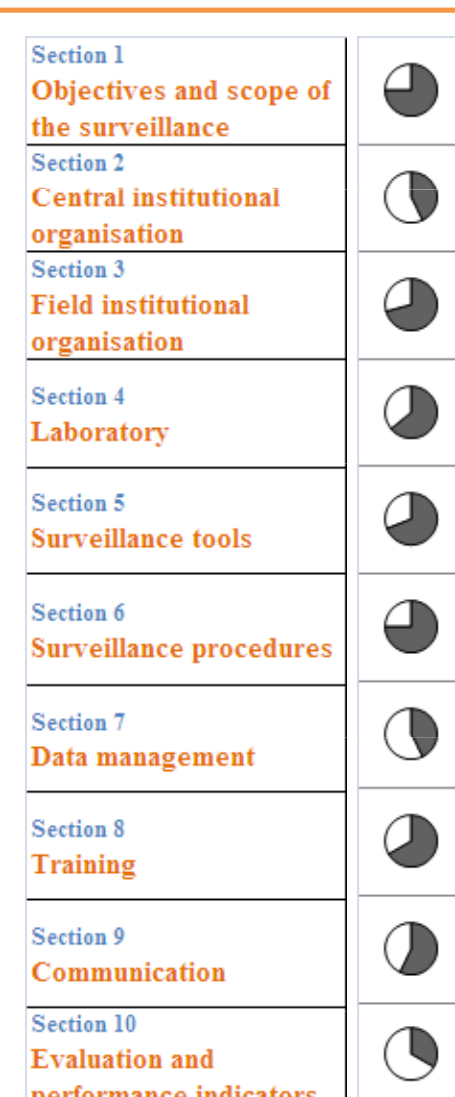 Section 1
Objectives and scope of
the surveillance
Section 2
Central institutional
organisation
Section 3
Field institutional
organisation
Section 4
Laboratory
Section 5
Surveillance tools
Section 6
Surveillance procedures
Section 7
Data management
Section 8
Training
Section 9
Communication
Section 10
Evaluation and
performance indicators